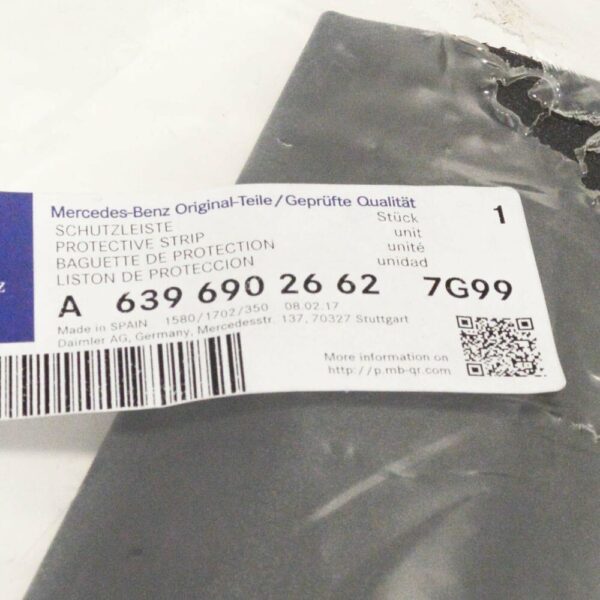 Mercedes-Benz Original-Teile/Geprüfte Qualität
SCHUTZLEISTE Stück 1
PROTECTIVE STRIP unit
BAGUETTE DE PROTECTION unité
LISTON DE PROTECCION unidad
A 639 690 26 62 7G99
Made in SPAIN 1580/1702/350 08.02.17
Daimler AG, Germany, Mercedesstr. 137, 70327 Stuttgart
More information on
http://p.mb-qr.com
z